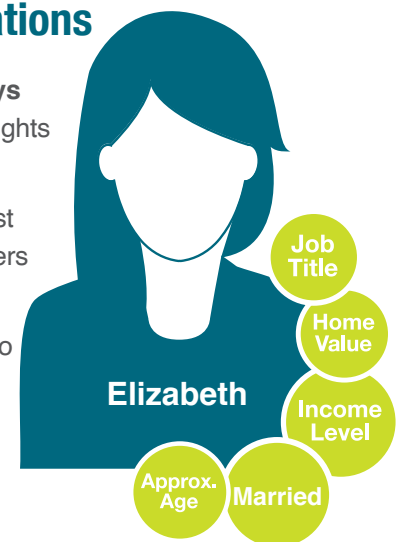 ations
ys
ghts
st
ers
o
Elizabeth
Job
Title
Home
Value
Income
Level
Married
Approx.
Age